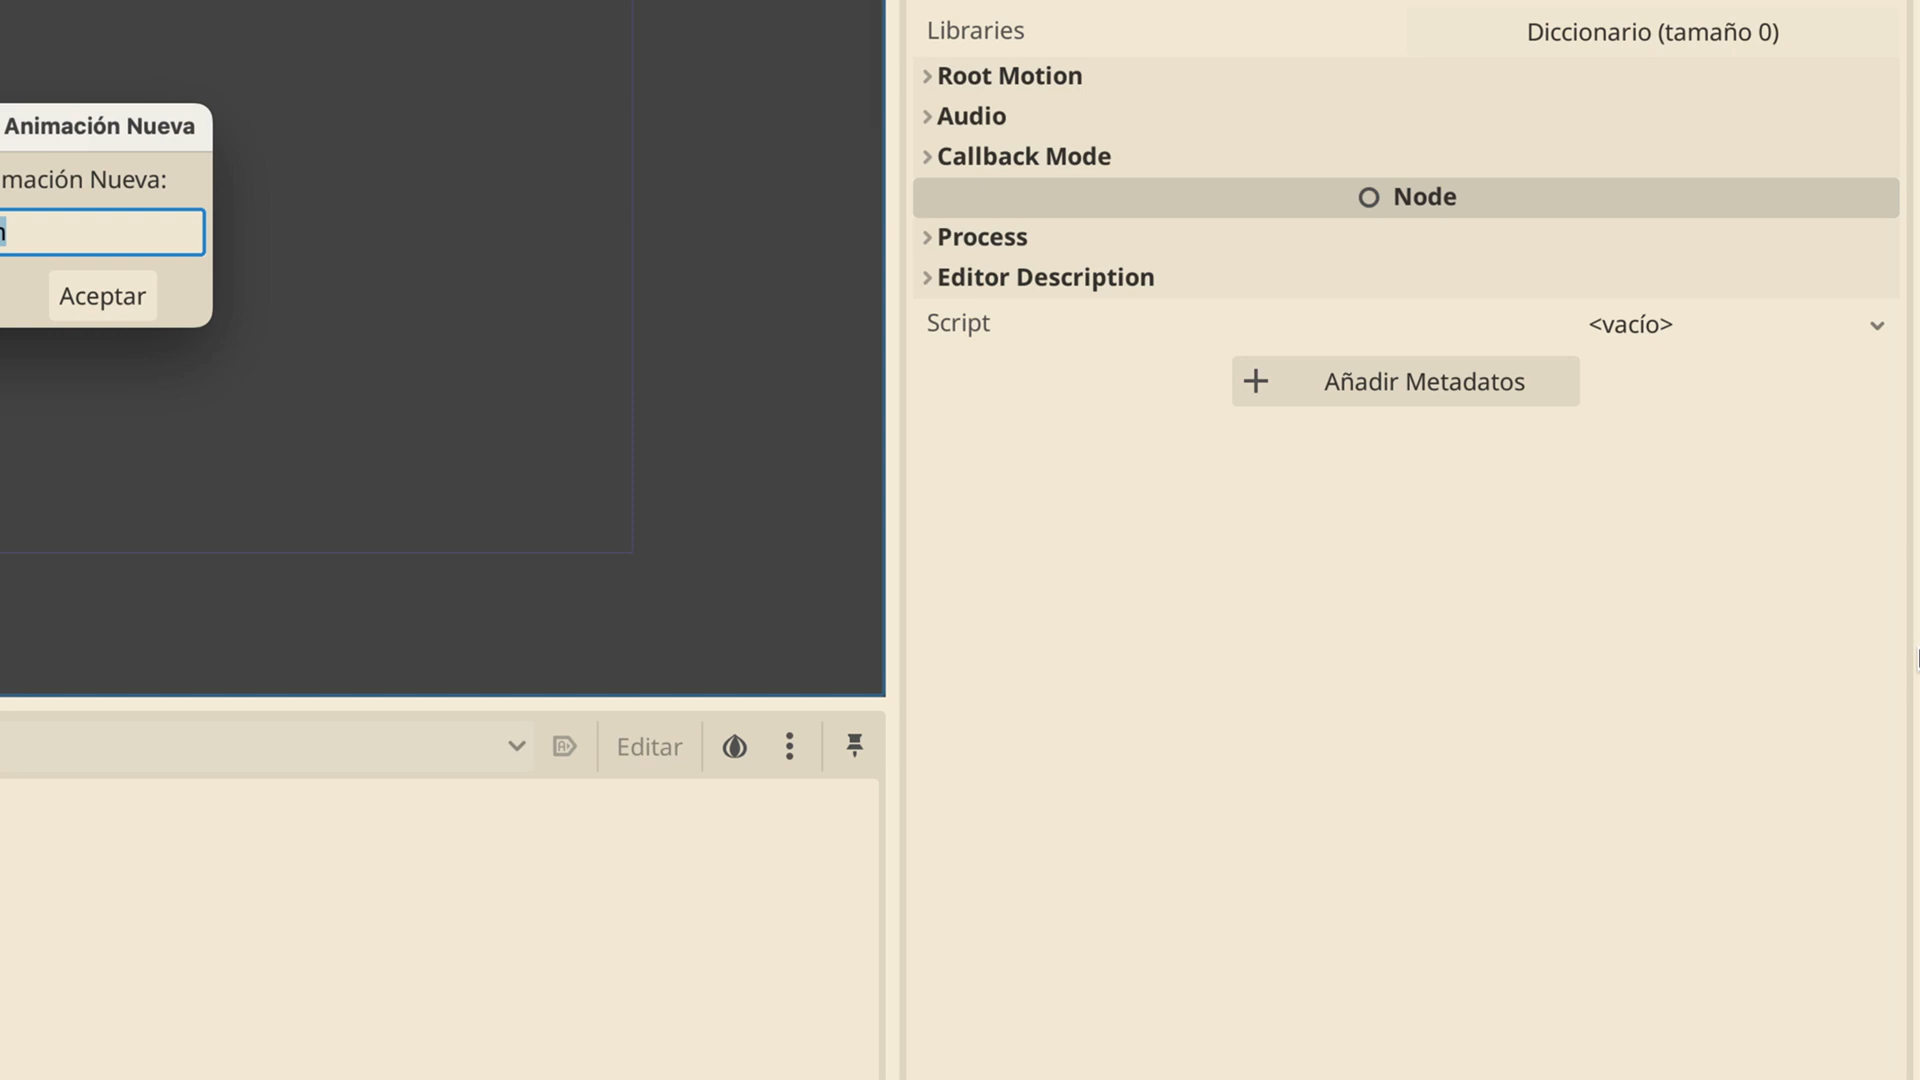 Libraries
Diccionario (tamaño 0)
Root Motion
Audio
Callback Mode
Node
Process
Editor Description
Script
<vacío>
Añadir Metadatos
Animación Nueva
mación Nueva:
n
Aceptar
Editar